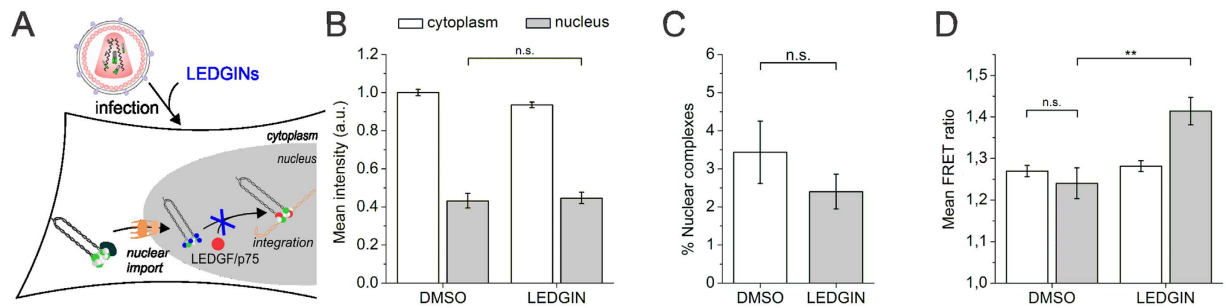 A
LEDGINs
infection
cytoplasm
nucleus
nuclear
import
LEDGF/p75
integration
B
cytoplasm
nucleus
Mean intensity (a.u.)
1.2
1.0
0.8
0.6
0.4
0.2
0.0
n.s.
DMSO
LEDGIN
C
% Nuclear complexes
6
5
4
3
2
1
0
n.s.
DMSO
LEDGIN
D
Mean FRET ratio
1,5
1,4
1,3
1,2
1,1
1,0
n.s.
**
DMSO
LEDGIN